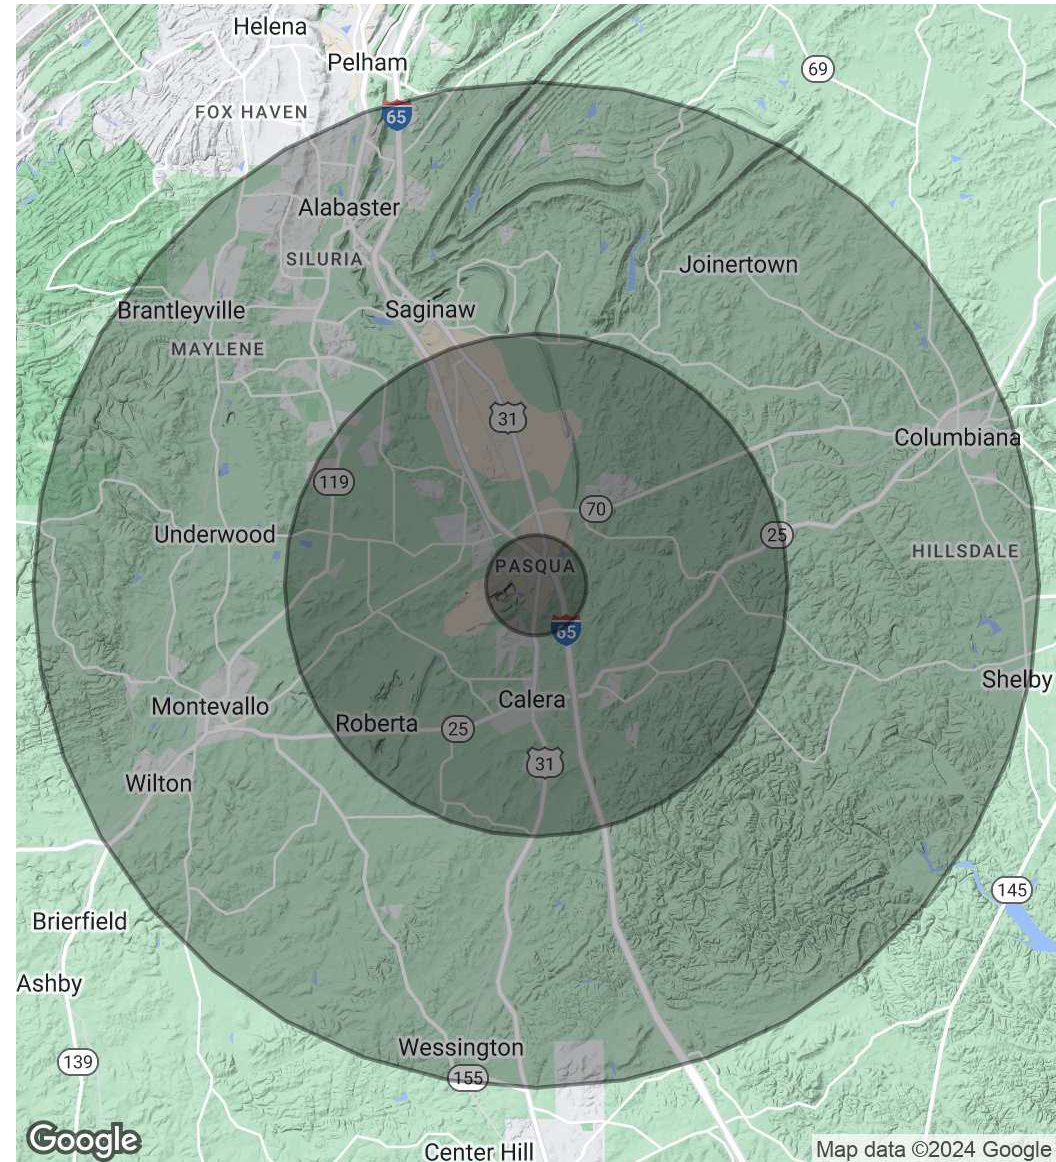 Helena
Pelham
69
FOX HAVEN
65
Alabaster
SILURIA
Joinertown
Brantleyville
Saginaw
MAYLENE
31
Columbiana
119
70
Underwood
25
HILLSDALE
PASQUA
65
Shelby
Montevallo
Calera
Roberta
25
31
Wilton
145
Brierfield
Ashby
Wessington
139
155
Google
Center Hill
Map data ©2024 Google